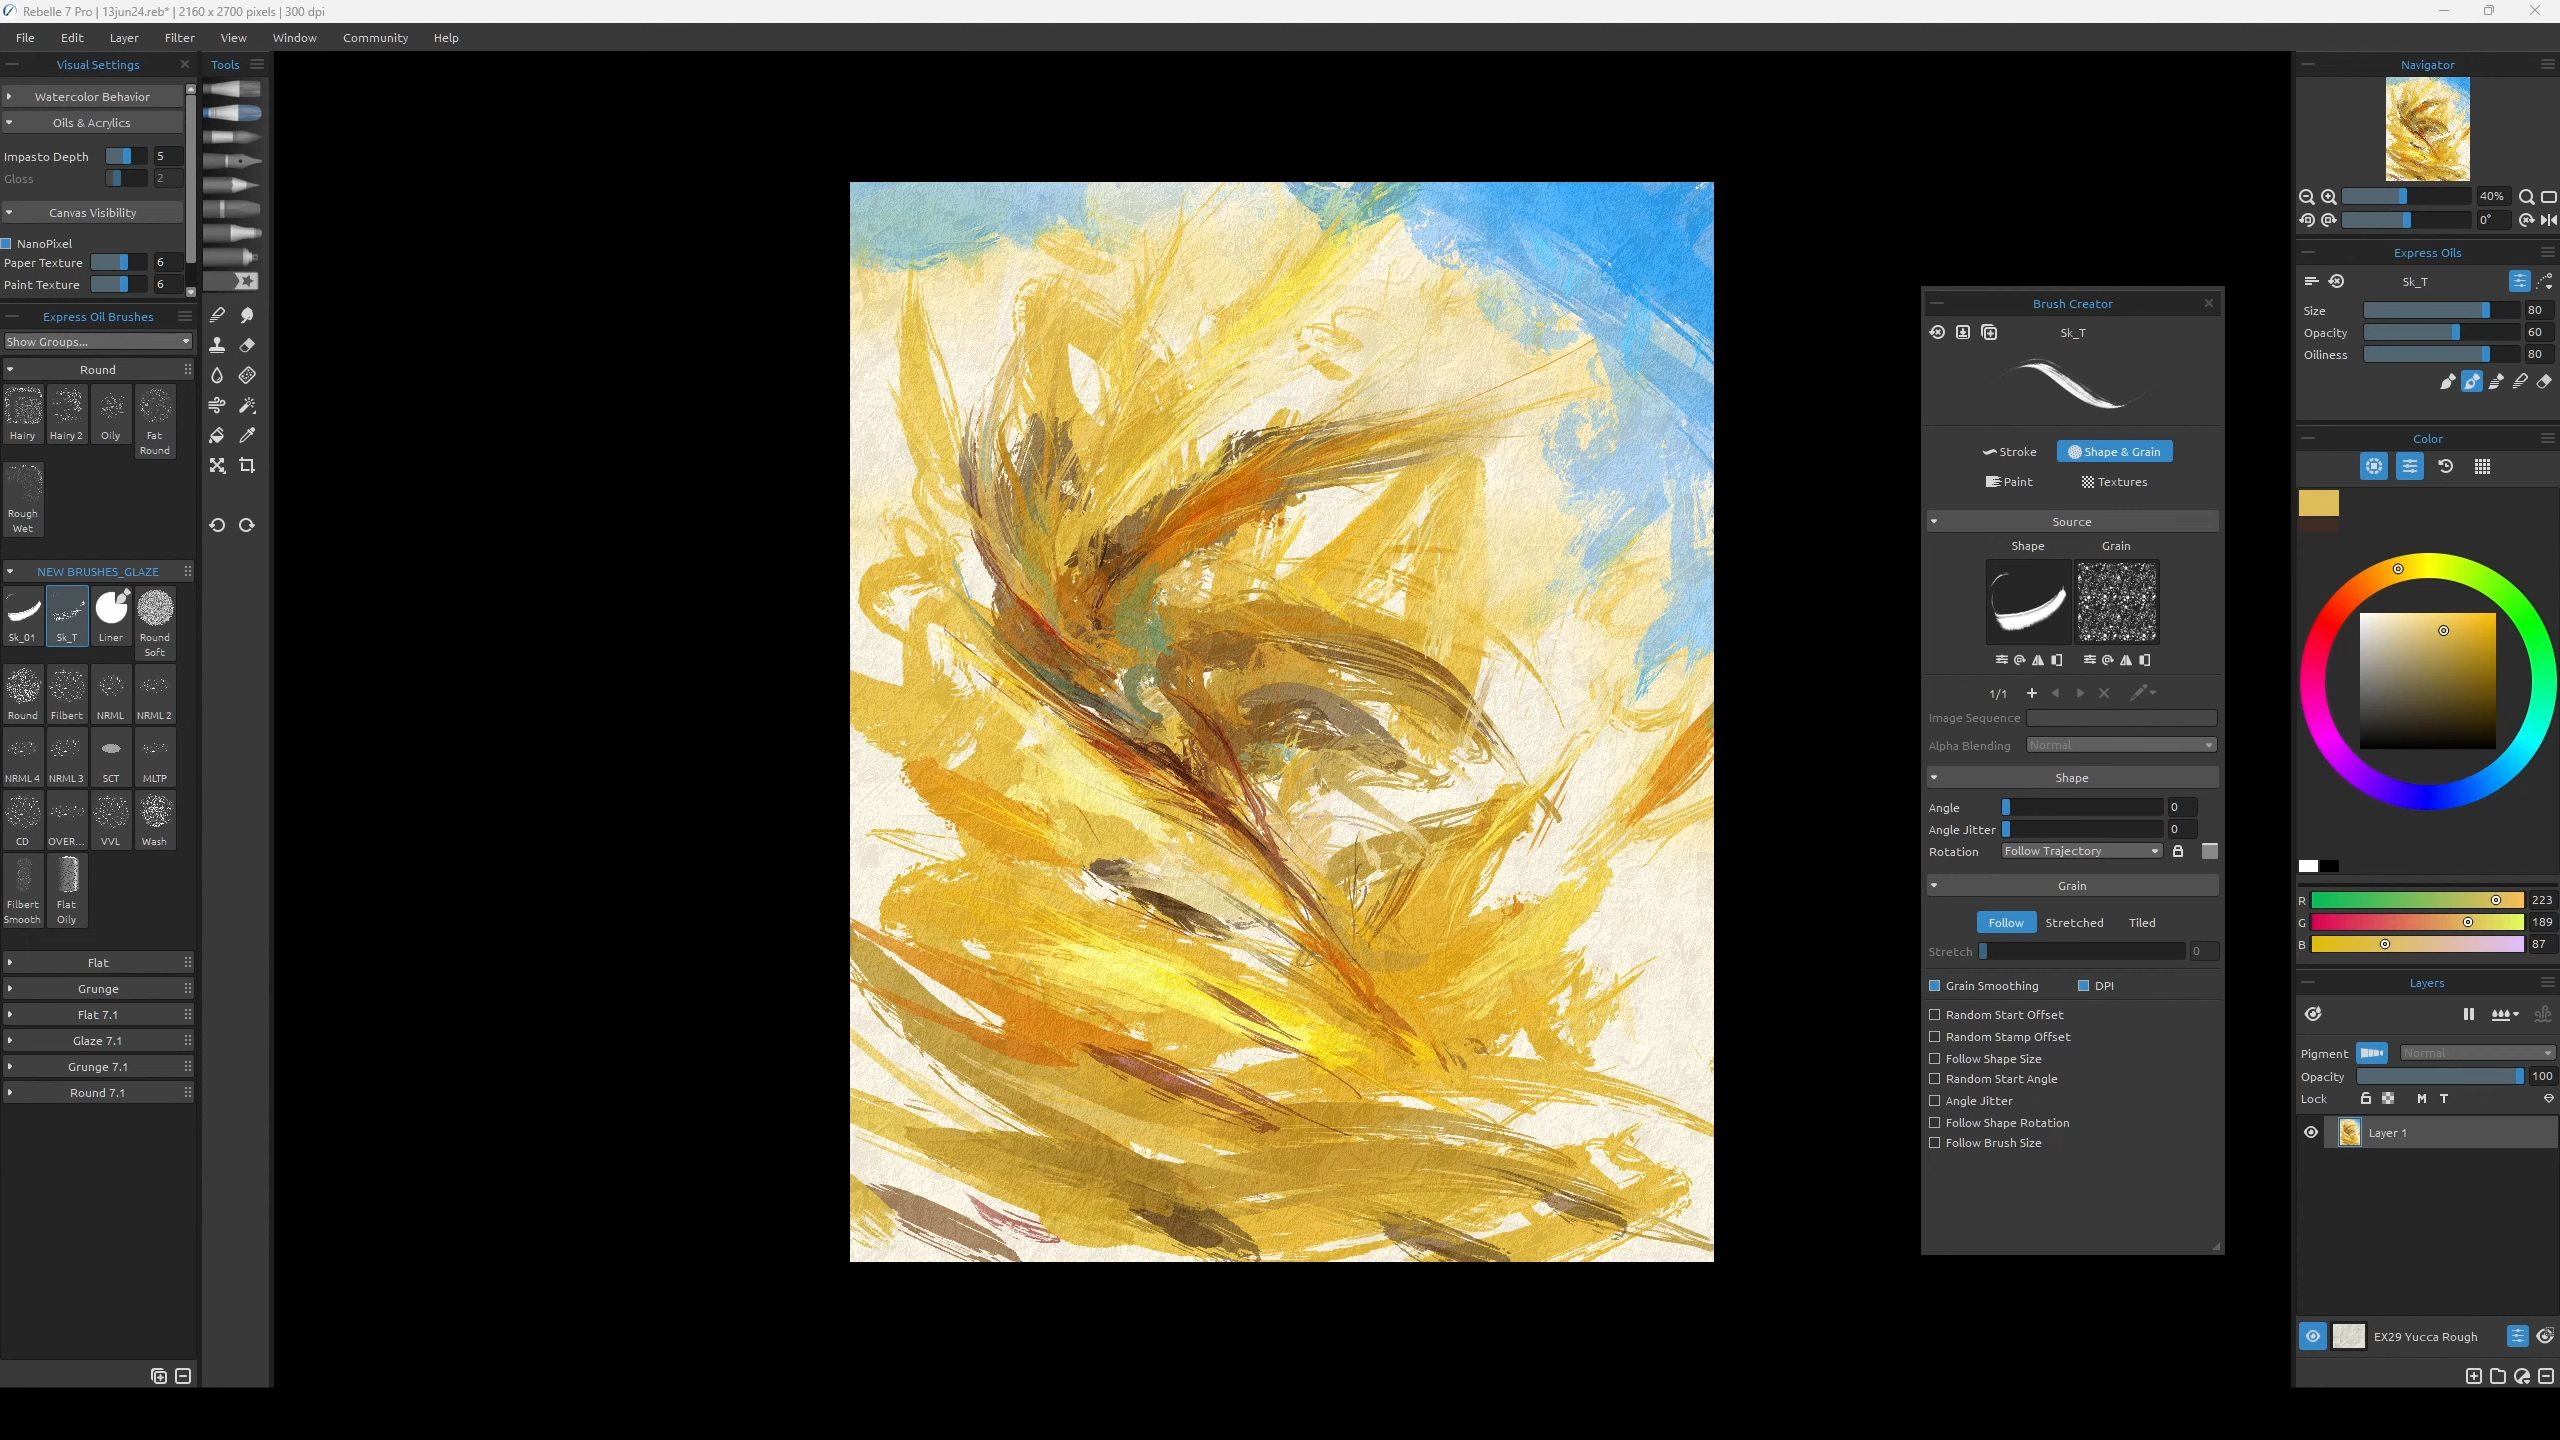 Rebelle 7 Pro | 13jun24.reb* | 2160 x 2700 pixels | 300 dpi
File Edit Layer Filter View Window Community Help
Visual Settings
Watercolor Behavior
Oils & Acrylics
Impasto Depth 5
Gloss 2
Canvas Visibility
NanoPixel
Paper Texture 6
Paint Texture 6
Express Oil Brushes
Show Groups...
Round
Hairy Hairy 2 Oily Fat Round
Rough Wet
NEW BRUSHES_GLAZE
Sk_01 Sk_T Liner Round Soft
Round Filbert NRML NRML 2
NRML 4 NRML 3 SCT MLTP
CD OVER... VVL Wash
Filbert Smooth Flat Oily
Flat
Grunge
Flat 7.1
Glaze 7.1
Grunge 7.1
Round 7.1
Tools
Brush Creator
Sk_T
Stroke Shape & Grain
Paint Textures
Source
Shape Grain
1/1
Image Sequence
Alpha Blending Normal
Shape
Angle 0
Angle Jitter 0
Rotation Follow Trajectory
Grain
Follow Stretched Tiled
Stretch 0
Grain Smoothing DPI
Random Start Offset
Random Stamp Offset
Follow Shape Size
Random Start Angle
Angle Jitter
Follow Shape Rotation
Follow Brush Size
Navigator
40%
0°
Express Oils
Sk_T
Size 80
Opacity 60
Oiliness 80
Color
R 223
G 189
B 87
Layers
Pigment Normal
Opacity 100
Lock M T
Layer 1
EX29 Yucca Rough